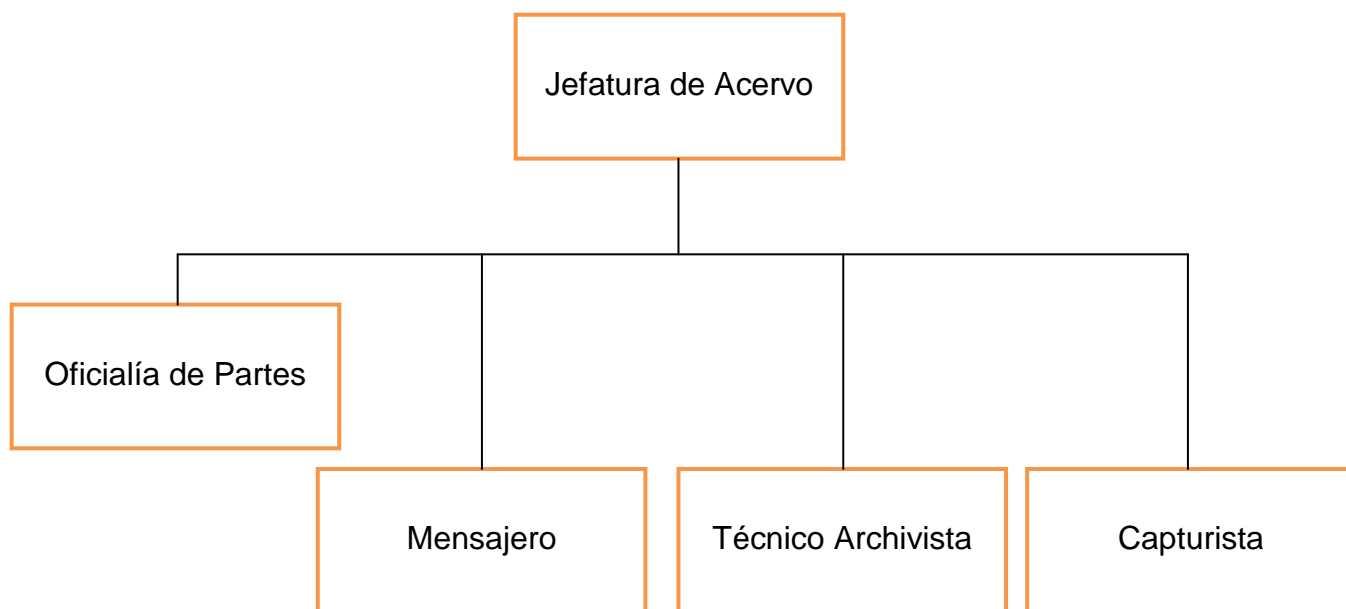 Jefatura de Acervo
Oficialía de Partes
Mensajero
Técnico Archivista
Capturista